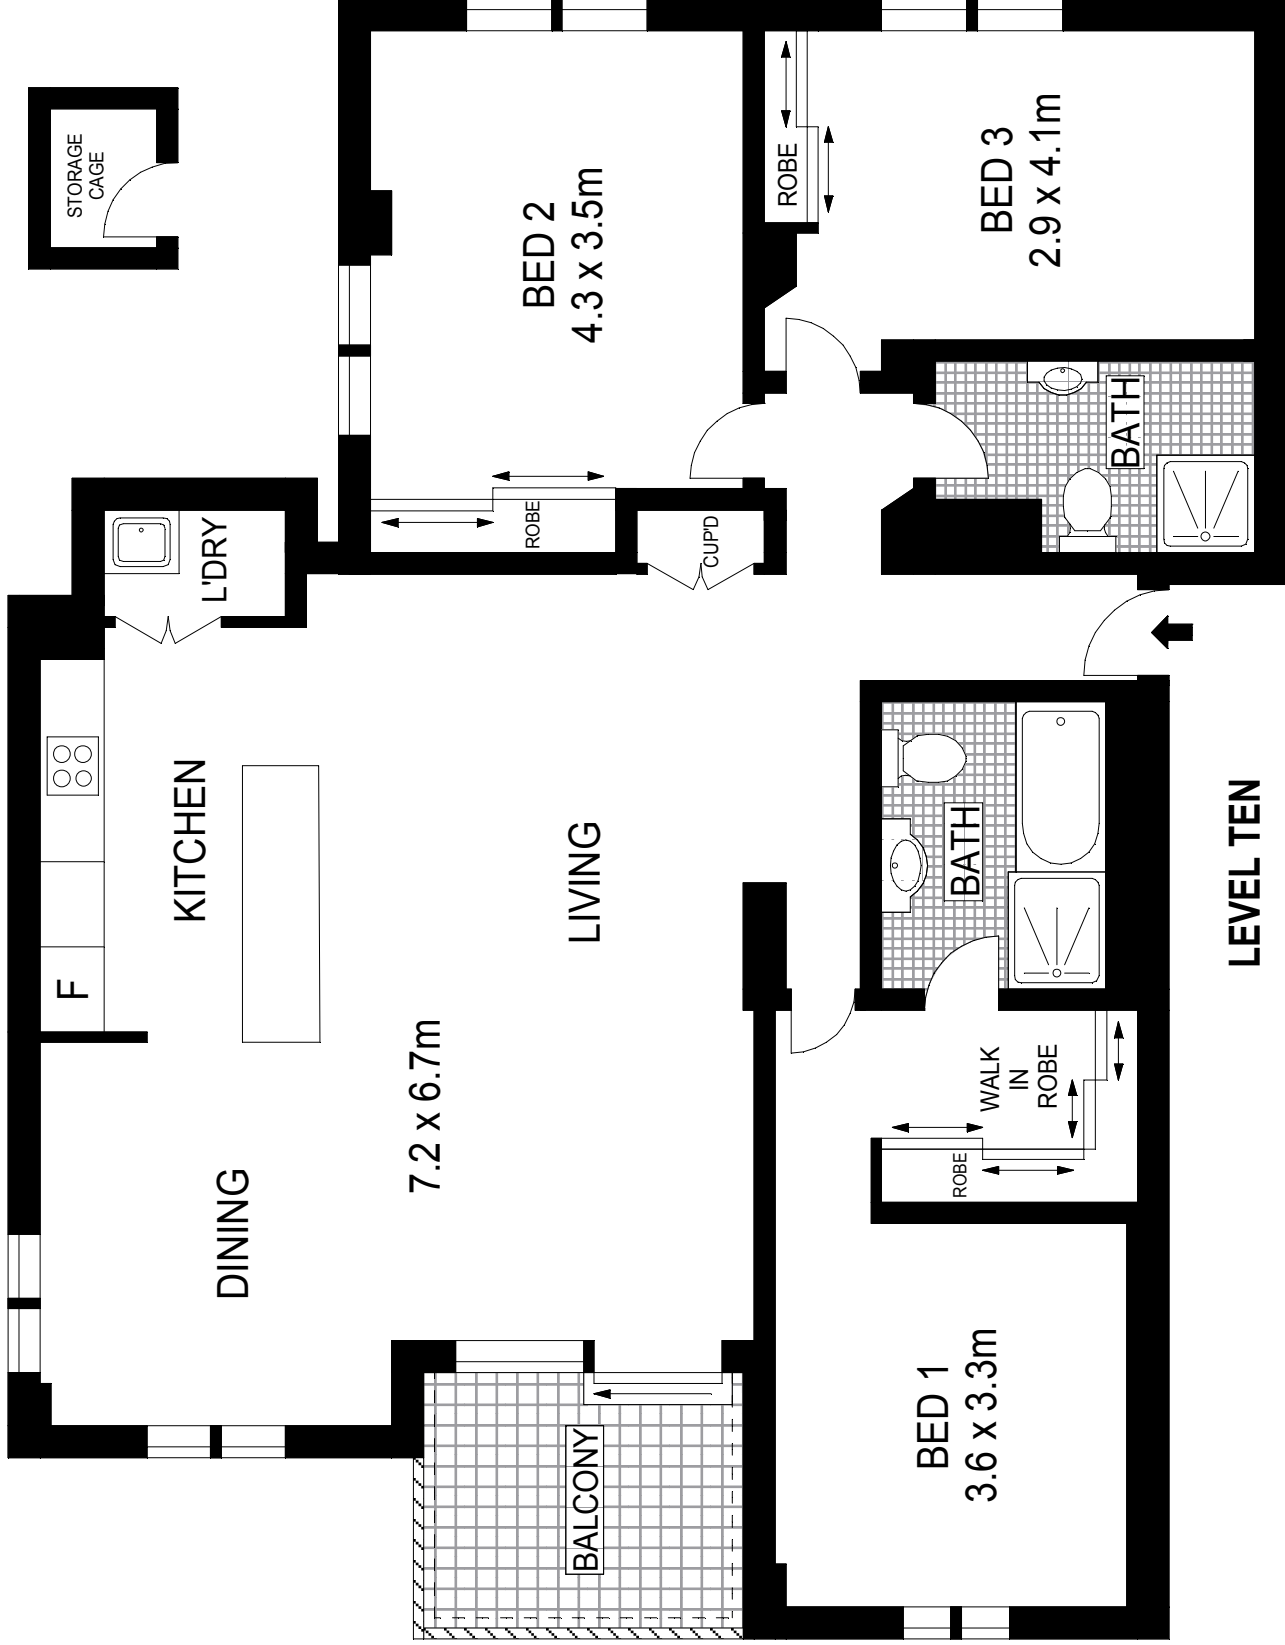 STORAGE
CAGE
BED 2
4.3 x 3.5m
ROBE
BED 3
2.9 x 4.1m
L'DRY
ROBE
CUP'D
BATH
KITCHEN
F
LIVING
BATH
LEVEL TEN
7.2 x 6.7m
DINING
WALK
IN
ROBE
ROBE
BED 1
3.6 x 3.3m
BALCONY